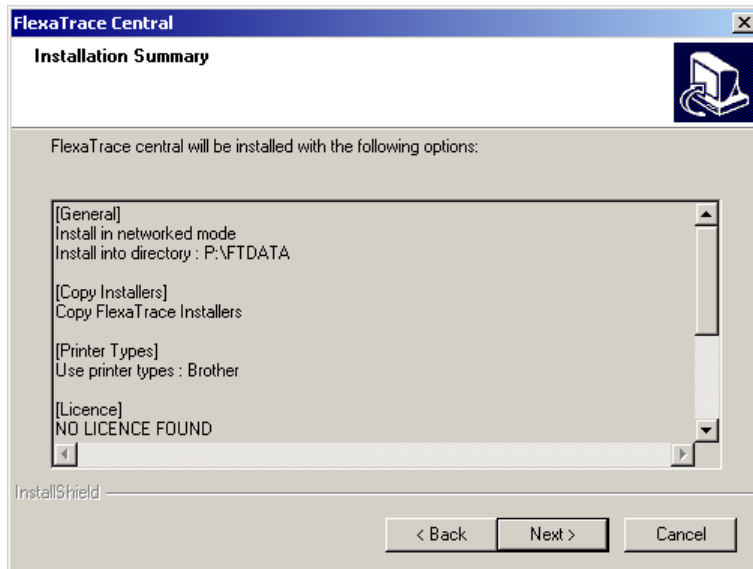 FlexaTrace Central
Installation Summary
FlexaTrace central will be installed with the following options:
[General]
Install in networked mode
Install into directory : P:\FTDATA
[Copy Installers]
Copy FlexaTrace Installers
[Printer Types]
Use printer types : Brother
[Licence]
NO LICENCE FOUND
InstallShield
< Back
Next >
Cancel